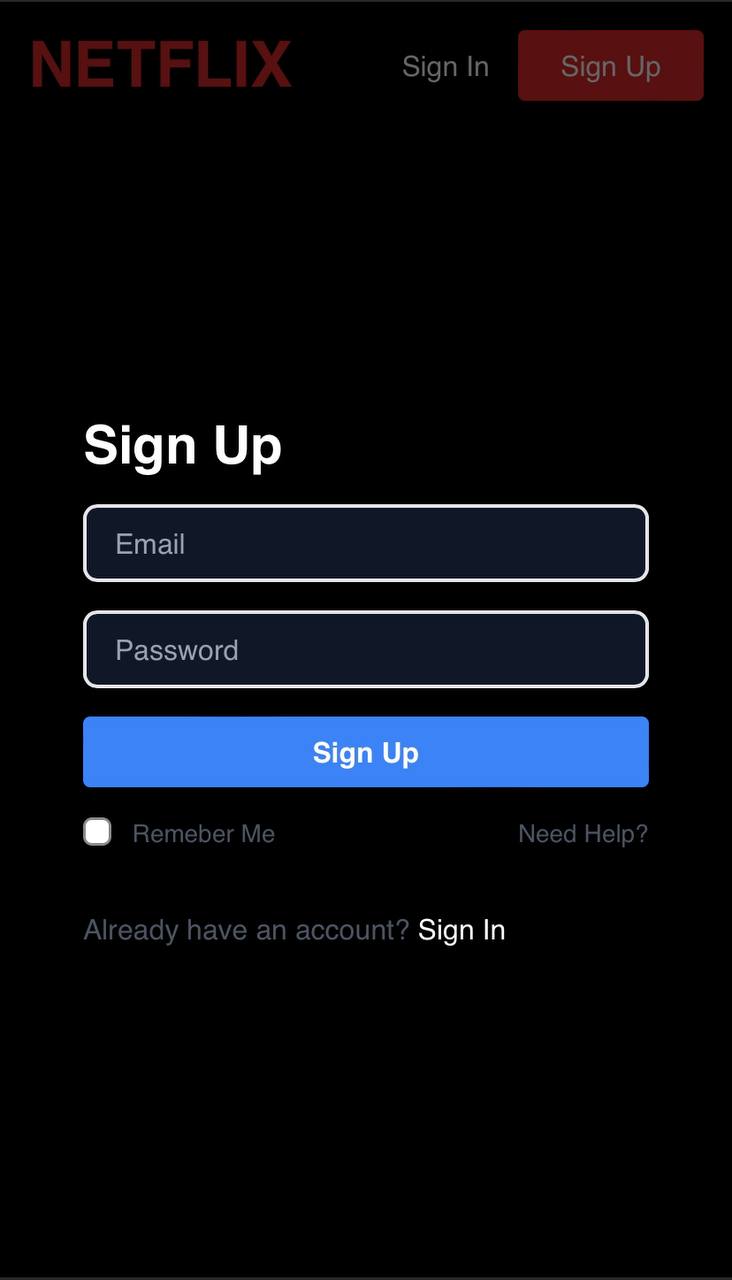 NETFLIX Sign In Sign Up
Sign Up
Email
Password
Sign Up
Remeber Me Need Help?
Already have an account? Sign In